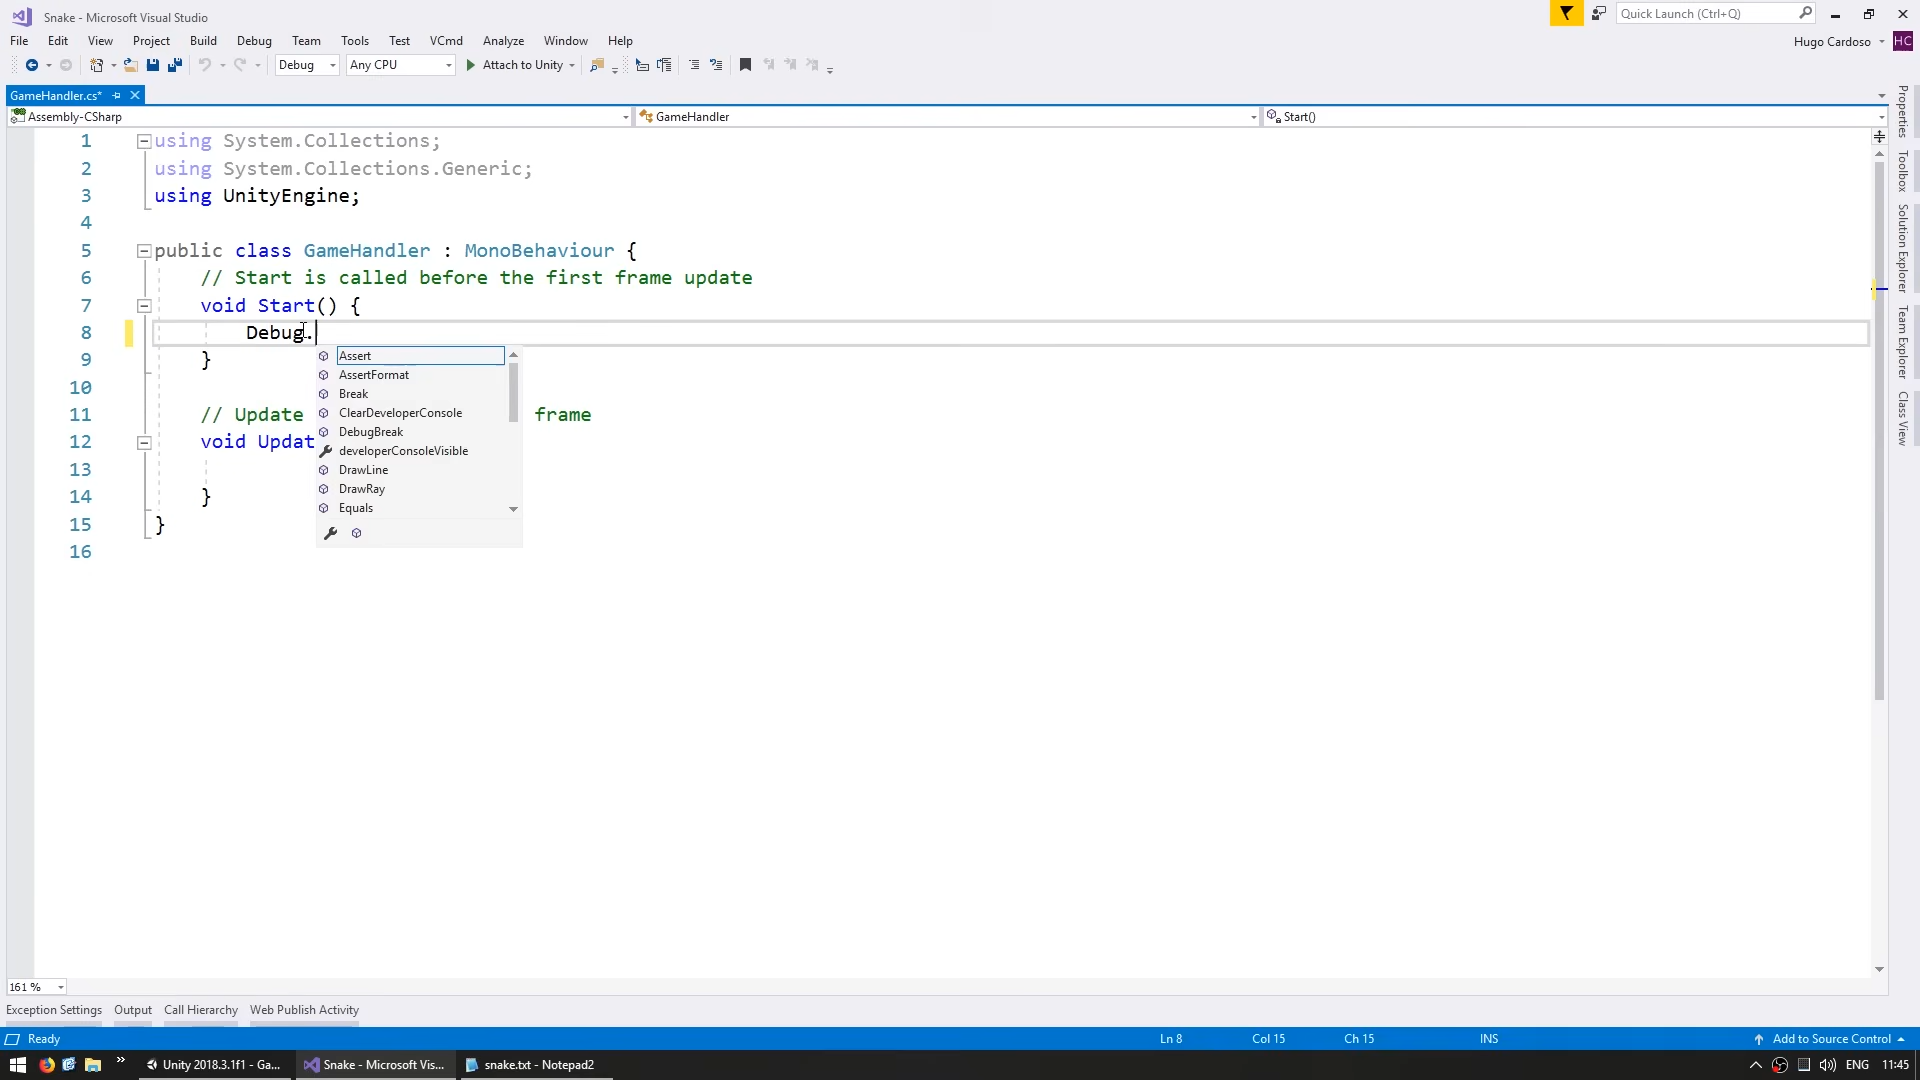 Snake - Microsoft Visual Studio
Quick Launch (Ctrl+Q)
File Edit View Project Build Debug Team Tools Test VCmd Analyze Window Help
Hugo Cardoso HC
Debug Any CPU Attach to Unity
GameHandler.cs*
Assembly-CSharp GameHandler Start()
1 using System.Collections;
2 using System.Collections.Generic;
3 using UnityEngine;
4
5 public class GameHandler : MonoBehaviour {
6 // Start is called before the first frame update
7 void Start() {
8 Debug.
9 }
10
11 // Update frame
12 void Updat
13
14 }
15 }
16
Assert
AssertFormat
Break
ClearDeveloperConsole
DebugBreak
developerConsoleVisible
DrawLine
DrawRay
Equals
Properties
Toolbox
Solution Explorer
Team Explorer
Class View
161 %
Exception Settings Output Call Hierarchy Web Publish Activity
Ready Ln 8 Col 15 Ch 15 INS Add to Source Control
Unity 2018.3.1f1 - Ga... Snake - Microsoft Vis... snake.txt - Notepad2 ENG 11:45